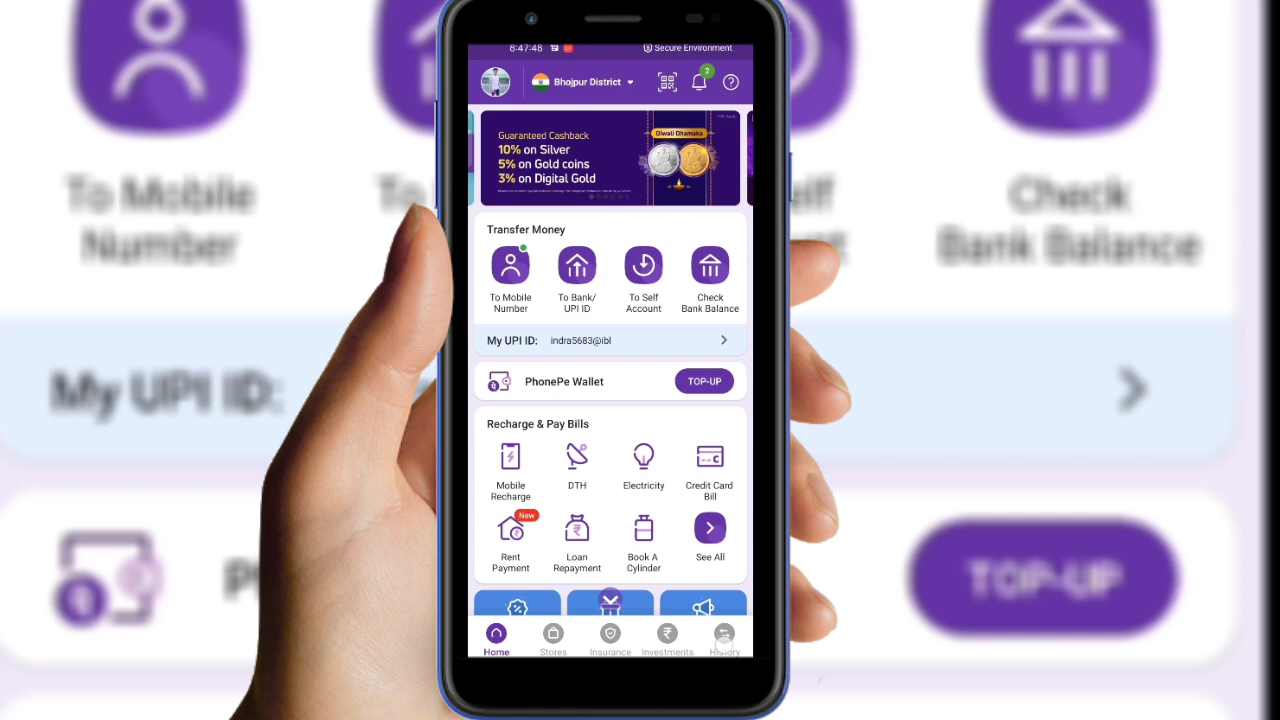 8:47:48
Secure Environment
Bhojpur District
2
Guaranteed Cashback
10% on Silver
5% on Gold coins
3% on Digital Gold
Diwali Dhamaka
Transfer Money
To Mobile
Number
To Bank/
UPI ID
To Self
Account
Check
Bank Balance
My UPI ID: indra5683@ibl
PhonePe Wallet
TOP-UP
Recharge & Pay Bills
Mobile
Recharge
DTH
Electricity
Credit Card
Bill
New
Rent
Payment
Loan
Repayment
Book A
Cylinder
See All
Home
Stores
Insurance
Investments
History
To Mobile
Number
To
elf
nt
Check
Bank Balance
My UPI ID:
TOP-UP